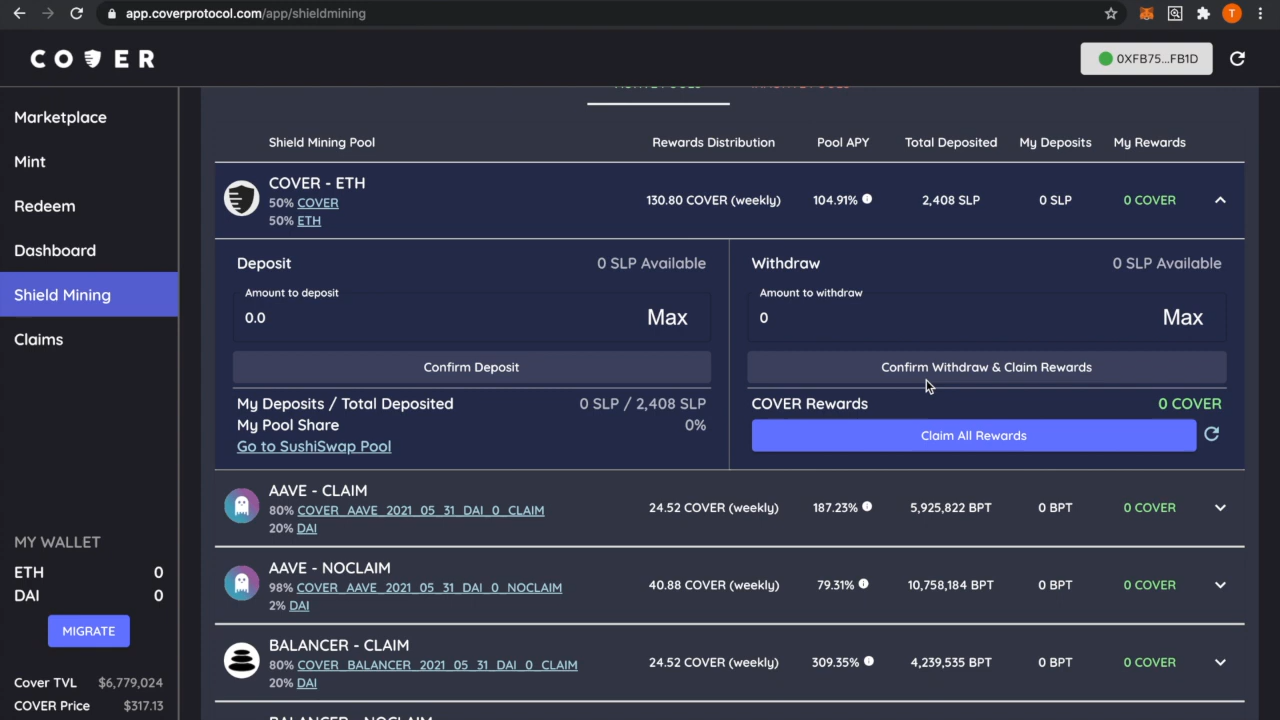 app.coverprotocol.com/app/shieldmining
T
COVER
0XFB75...FB1D
Marketplace
Mint
Redeem
Dashboard
Shield Mining
Claims
MY WALLET
ETH 0
DAI 0
MIGRATE
Cover TVL $6,779,024
COVER Price $317.13
Shield Mining Pool Rewards Distribution Pool APY Total Deposited My Deposits My Rewards
COVER - ETH
50% COVER
50% ETH
130.80 COVER (weekly) 104.91% 2,408 SLP 0 SLP 0 COVER
Deposit 0 SLP Available
Amount to deposit
0.0 Max
Confirm Deposit
My Deposits / Total Deposited 0 SLP / 2,408 SLP
My Pool Share 0%
Go to SushiSwap Pool
Withdraw 0 SLP Available
Amount to withdraw
0 Max
Confirm Withdraw & Claim Rewards
COVER Rewards 0 COVER
Claim All Rewards
AAVE - CLAIM
80% COVER_AAVE_2021_05_31_DAI_0_CLAIM
20% DAI
24.52 COVER (weekly) 187.23% 5,925,822 BPT 0 BPT 0 COVER
AAVE - NOCLAIM
98% COVER_AAVE_2021_05_31_DAI_0_NOCLAIM
2% DAI
40.88 COVER (weekly) 79.31% 10,758,184 BPT 0 BPT 0 COVER
BALANCER - CLAIM
80% COVER_BALANCER_2021_05_31_DAI_0_CLAIM
20% DAI
24.52 COVER (weekly) 309.35% 4,239,535 BPT 0 BPT 0 COVER
BALANCER - NOCLAIM